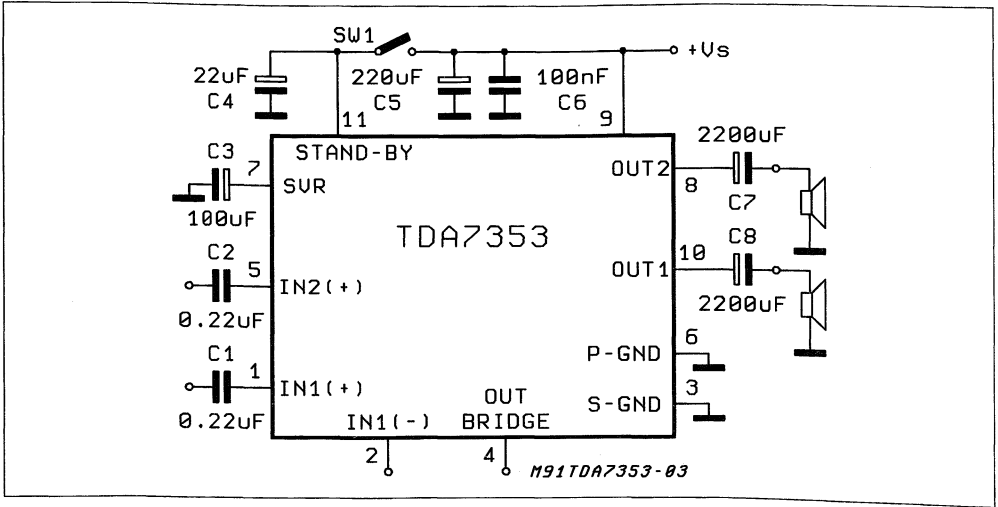 SW1
+Vs
22uF
C4
220uF
C5
100nF
C6
11
9
STAND-BY
C3
7
SVR
100uF
OUT2
8
2200uF
C7
TDA7353
C2
5
IN2(+)
0.22uF
OUT1
10
C8
2200uF
C1
1
IN1(+)
0.22uF
P-GND
6
S-GND
3
IN1(-)
OUT
BRIDGE
2
4
M91TDA7353-03